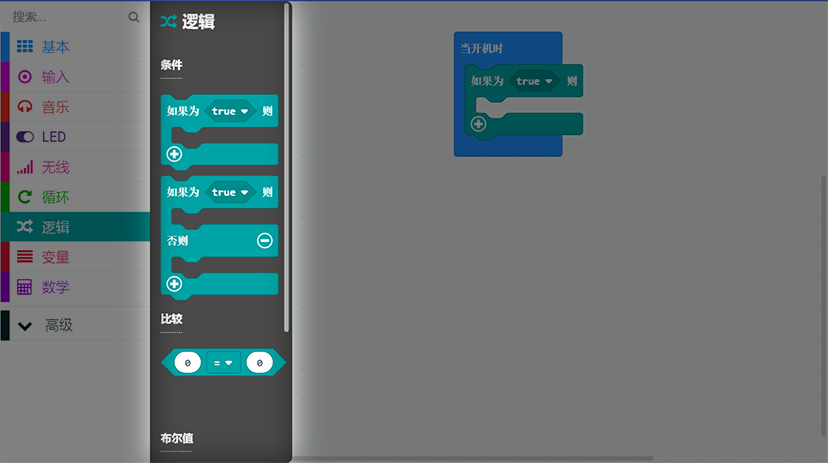 搜索...
基本
输入
音乐
LED
无线
循环
逻辑
变量
数学
高级
逻辑
条件
如果为 true 则
如果为 true 则
否则
比较
0 = 0
布尔值
当开机时
如果为 true 则